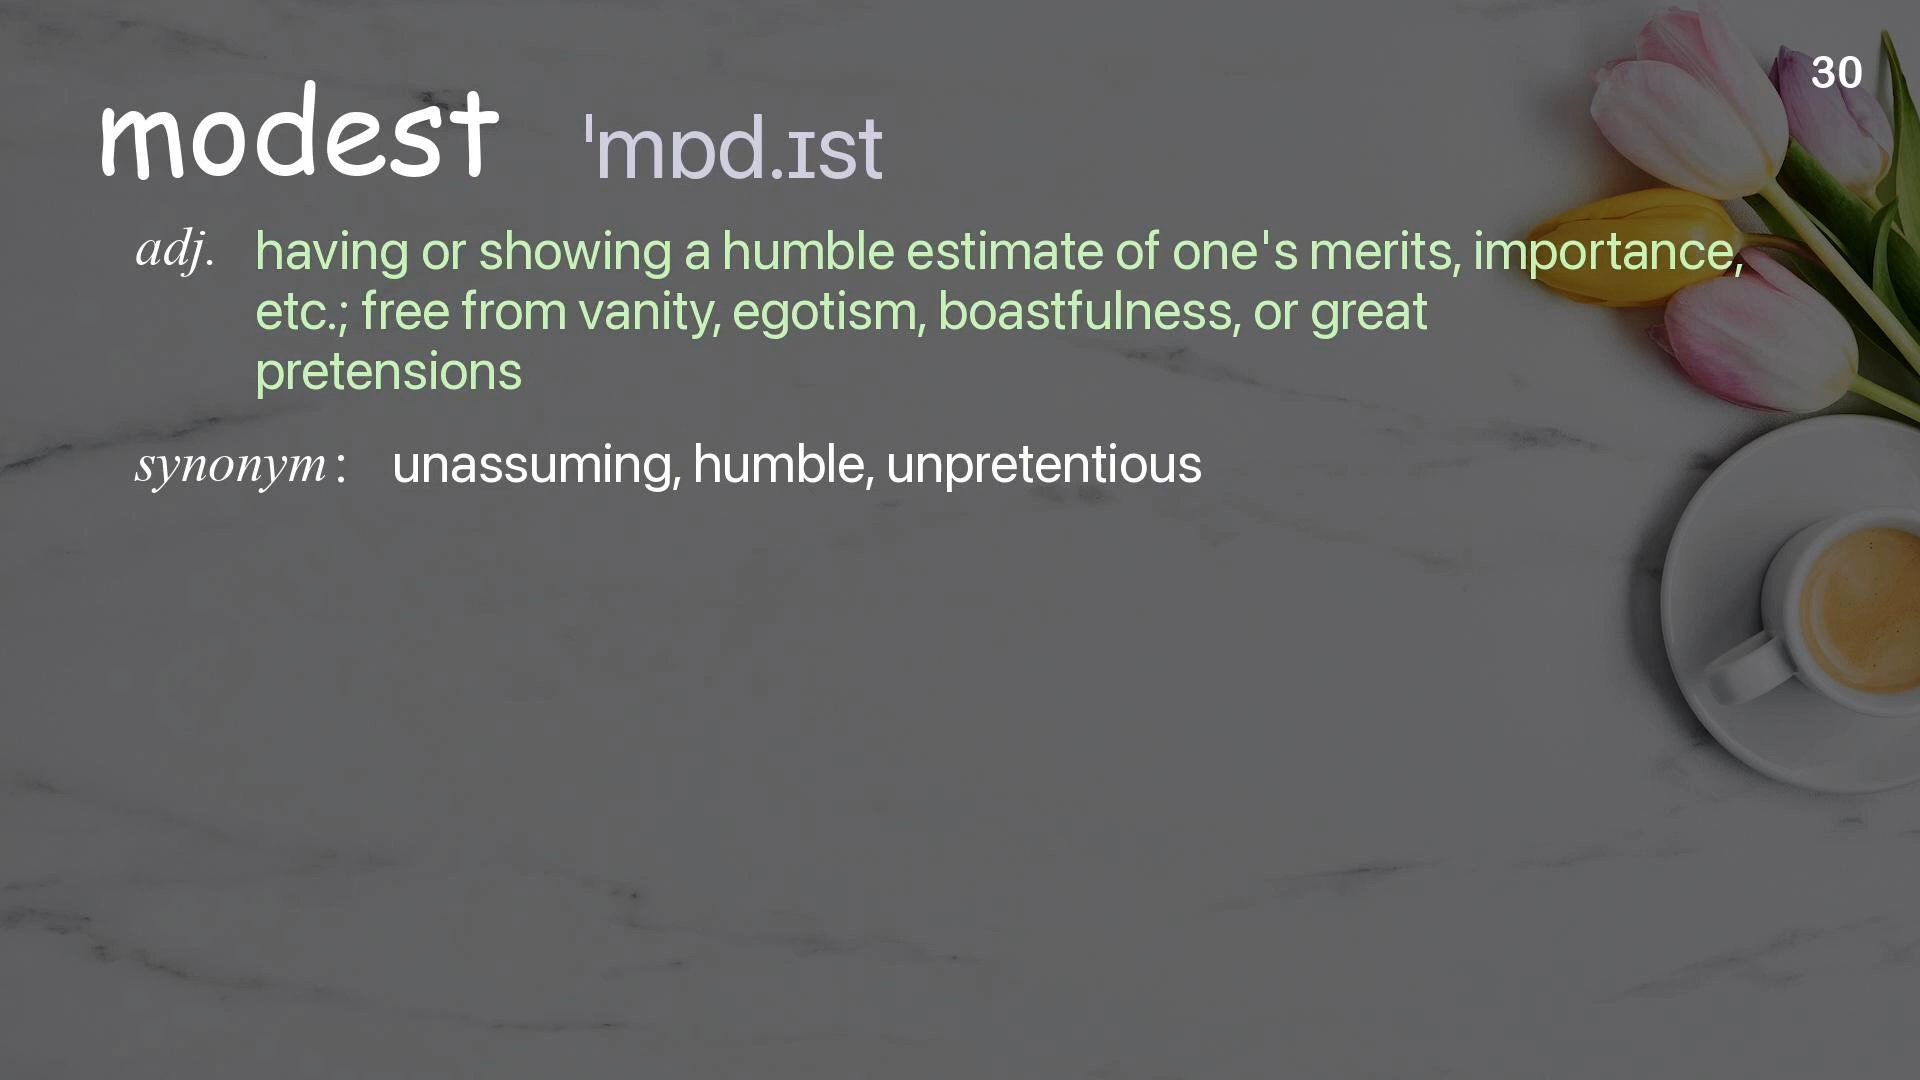 30
modest ˈmɒd.ɪst
adj. having or showing a humble estimate of one's merits, importance,
etc.; free from vanity, egotism, boastfulness, or great
pretensions
synonym : unassuming, humble, unpretentious